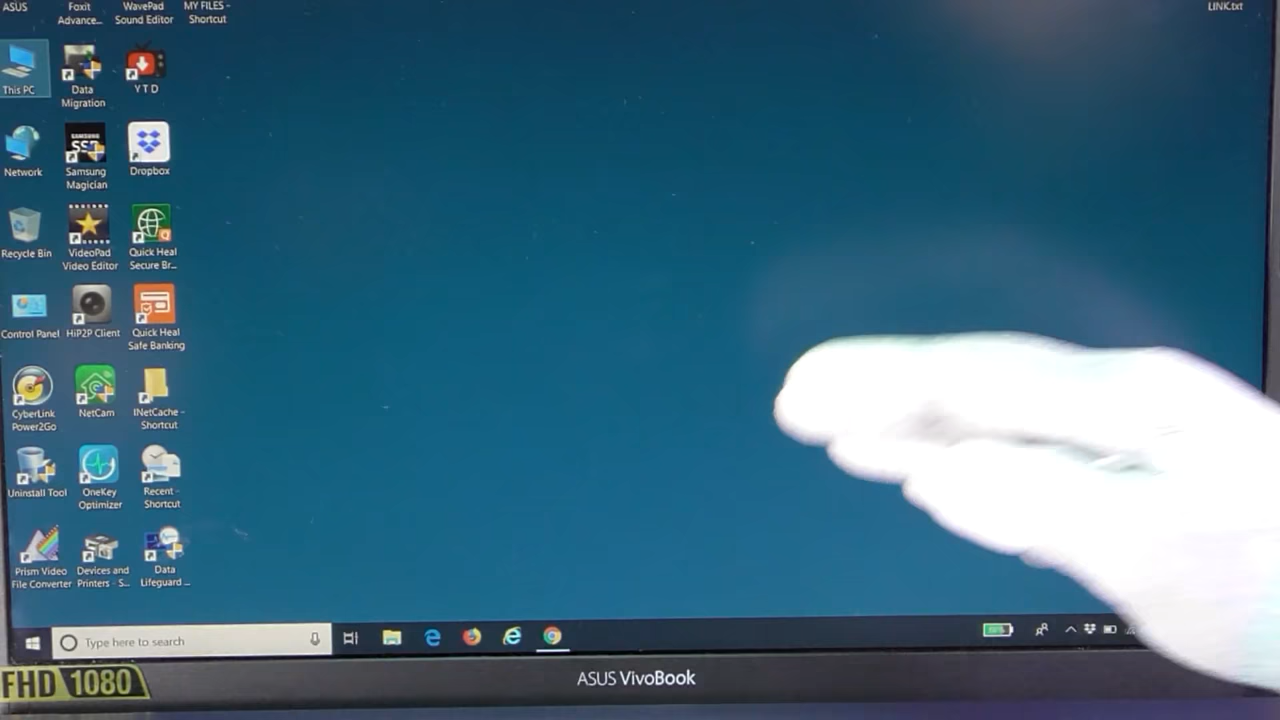 ASUS
Foxit
Advance...
WavePad
Sound Editor
MY FILES -
Shortcut
LINK.txt
This PC
Data
Migration
Y T D
Network
SAMSUNG
SSD
Samsung
Magician
Dropbox
Recycle Bin
VideoPad
Video Editor
Quick Heal
Secure Br...
Control Panel
HiP2P Client
Quick Heal
Safe Banking
CyberLink
Power2Go
NetCam
INetCache -
Shortcut
Uninstall Tool
OneKey
Optimizer
Recent -
Shortcut
Prism Video
File Converter
Devices and
Printers - S...
Data
Lifeguard ...
Type here to search
FHD 1080
ASUS VivoBook